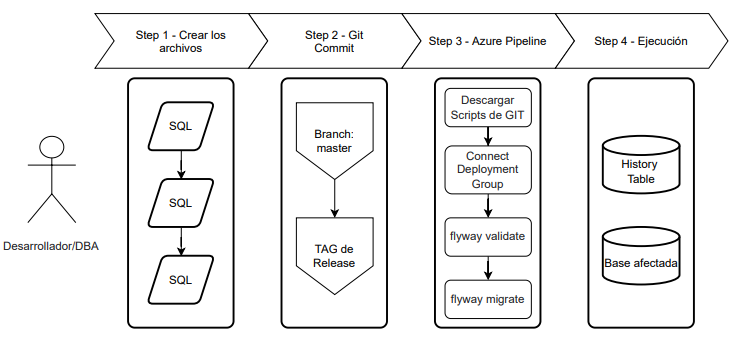 Step 1 - Crear los
archivos
Step 2 - Git
Commit
Step 3 - Azure Pipeline
Step 4 - Ejecución
Desarrollador/DBA
SQL
SQL
SQL
Branch:
master
TAG de
Release
Descargar
Scripts de GIT
Connect
Deployment
Group
flyway validate
flyway migrate
History
Table
Base afectada